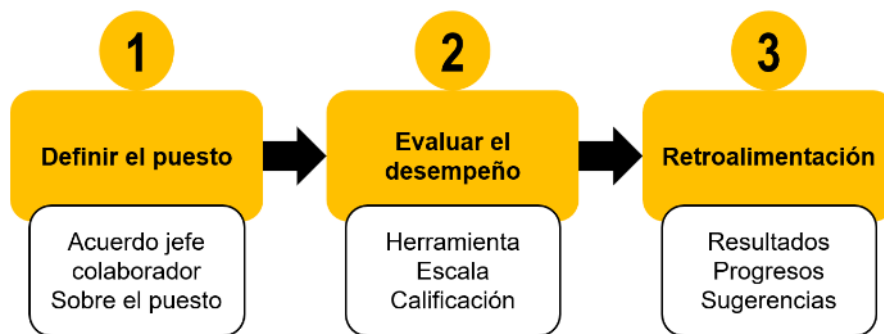 1
Definir el puesto
Acuerdo jefe
colaborador
Sobre el puesto
2
Evaluar el
desempeño
Herramienta
Escala
Calificación
3
Retroalimentación
Resultados
Progresos
Sugerencias